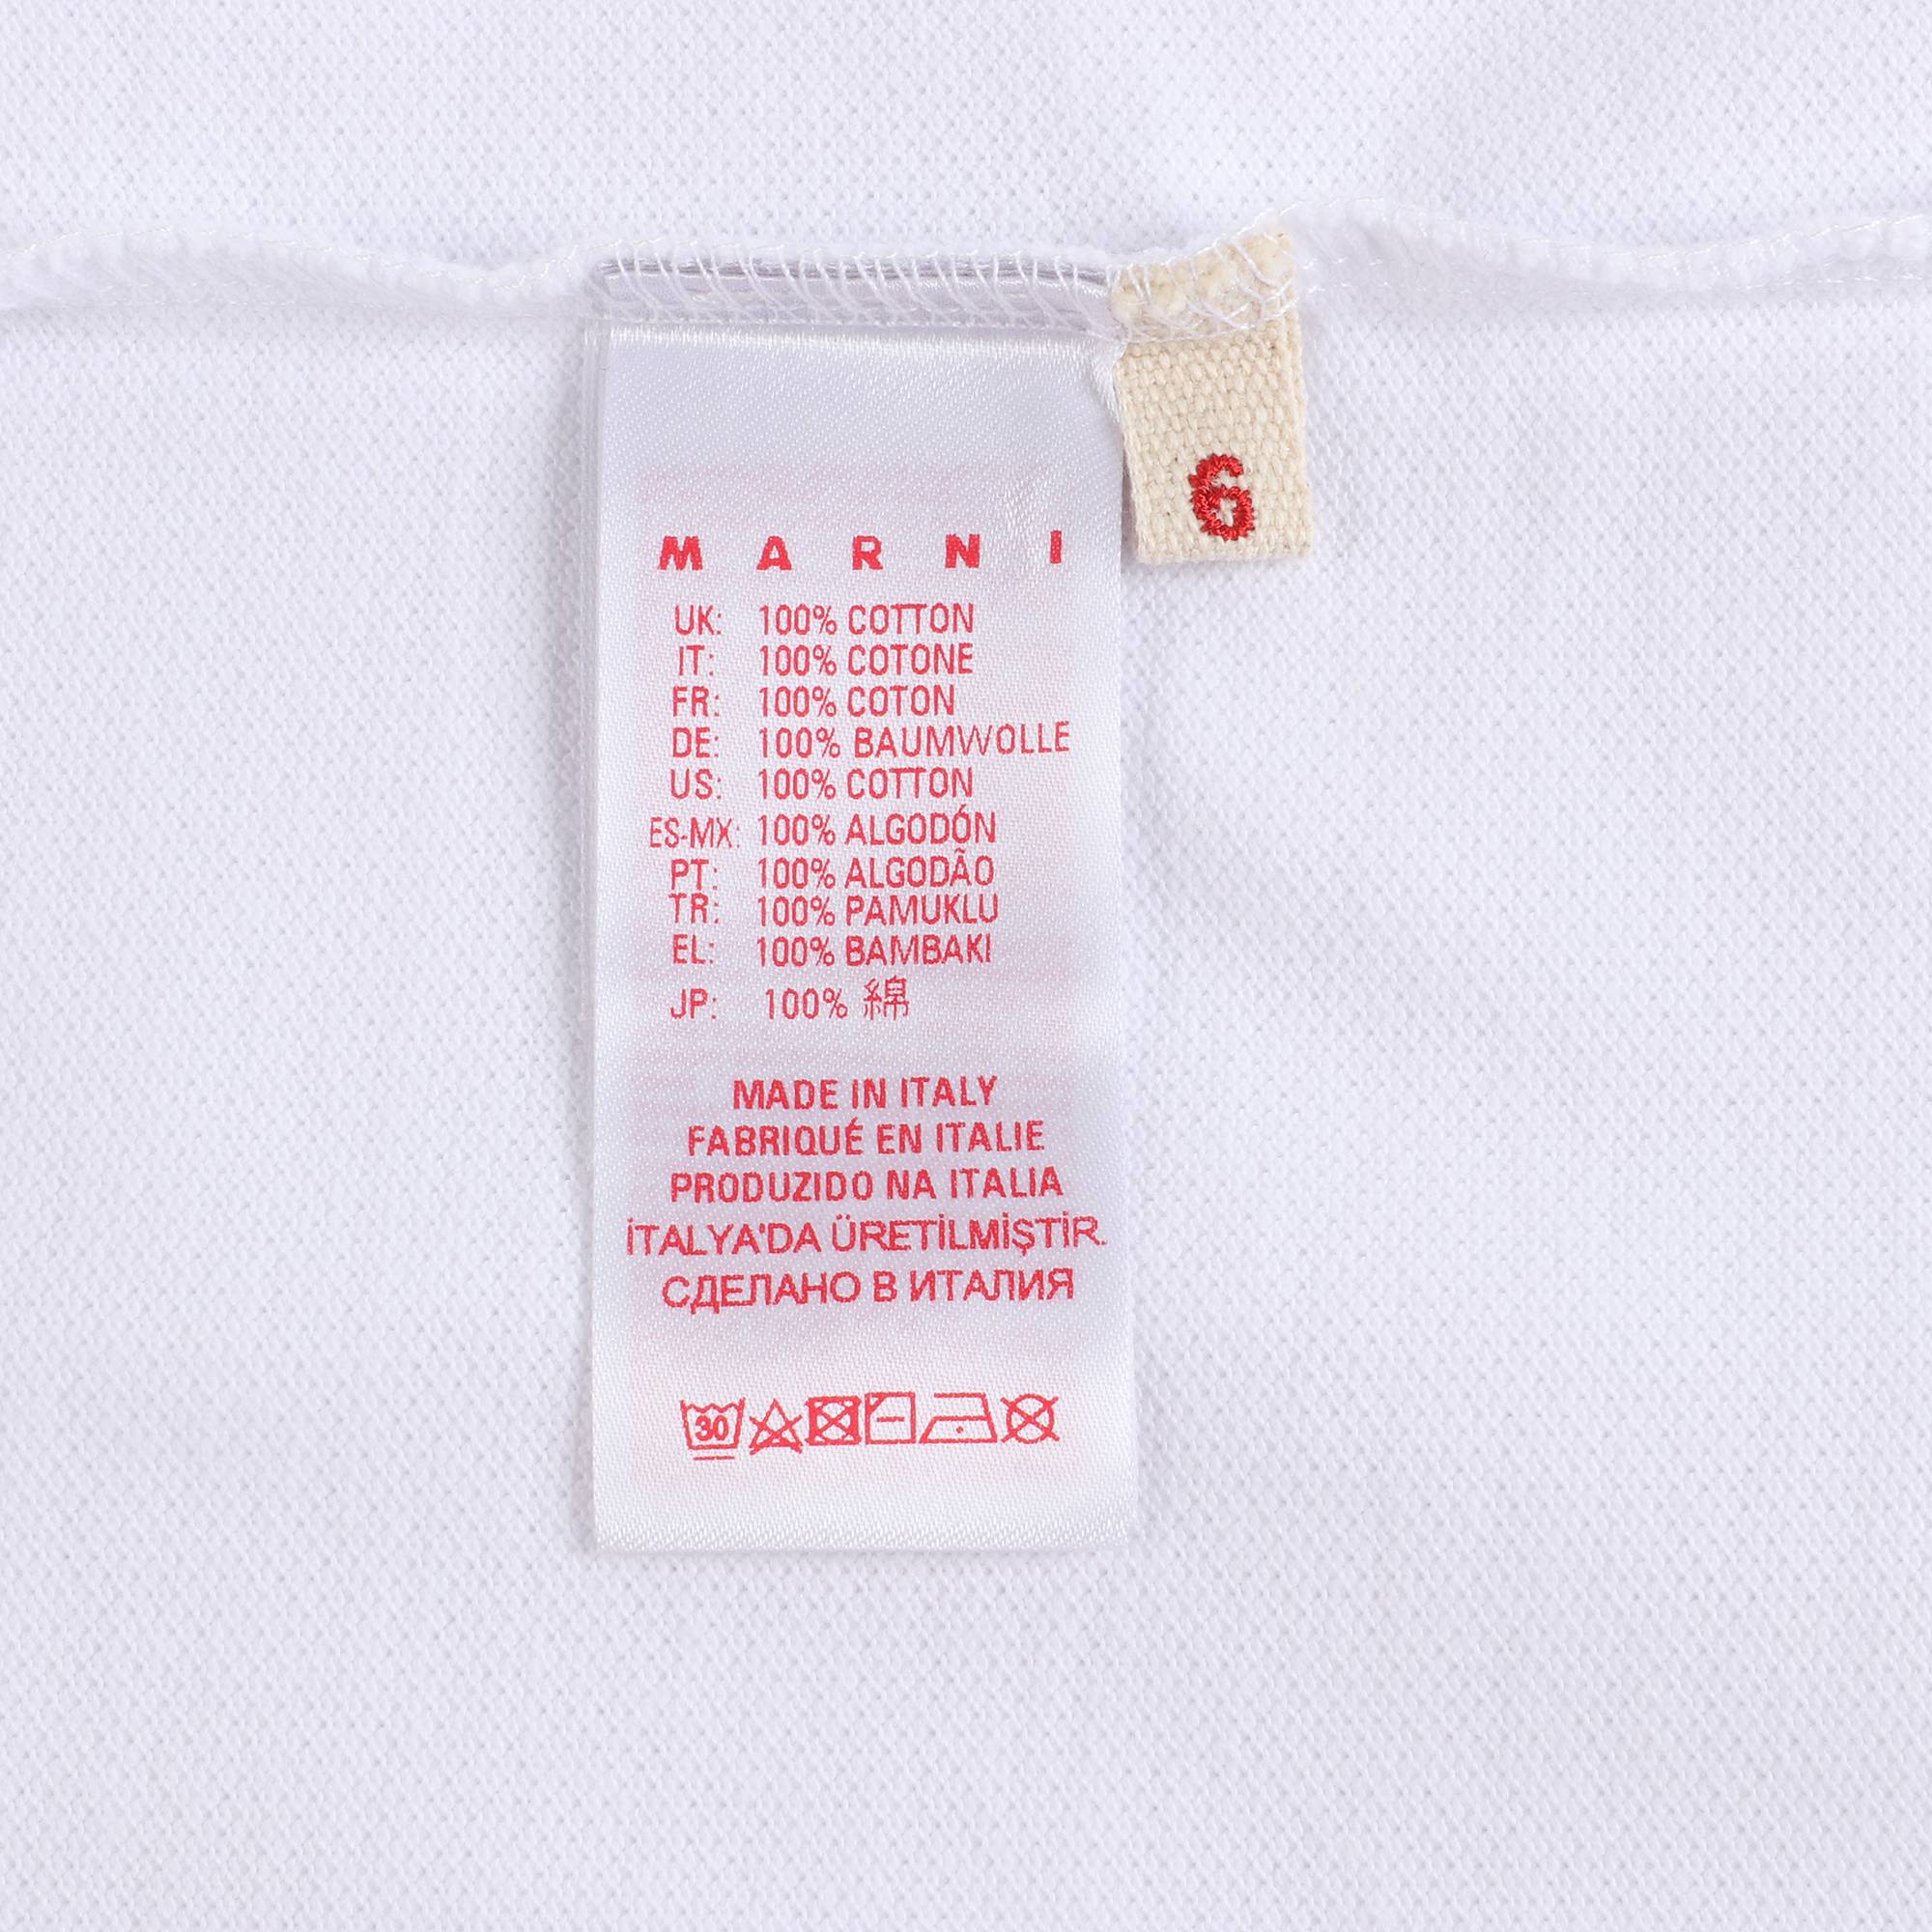 6
M A R N I
UK: 100% COTTON
IT: 100% COTONE
FR: 100% COTON
DE: 100% BAUMWOLLE
US: 100% COTTON
ES-MX: 100% ALGODÓN
PT: 100% ALGODÃO
TR: 100% PAMUKLU
EL: 100% BAMBAKI
JP: 100% 綿
MADE IN ITALY
FABRIQUÉ EN ITALIE
PRODUZIDO NA ITALIA
İTALYA'DA ÜRETİLMİŞTİR.
СДЕЛАНО В ИТАЛИЯ
30